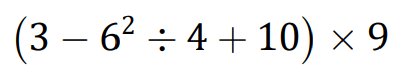 (3 − 6² ÷ 4 + 10) × 9